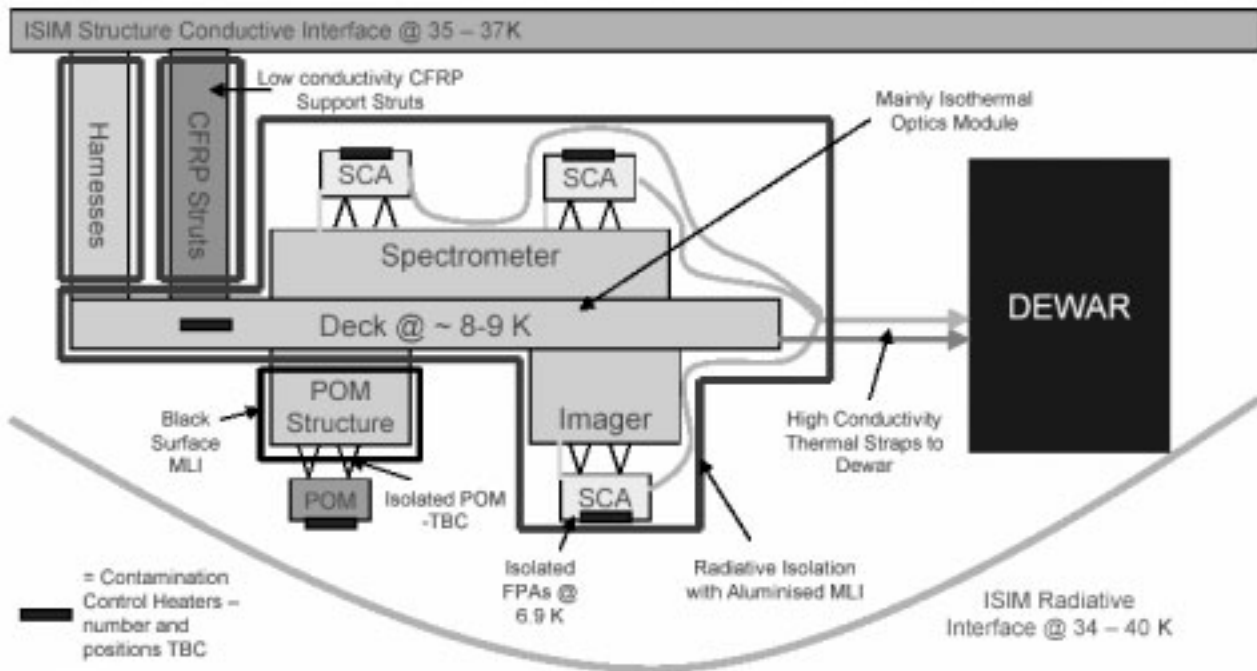 ISIM Structure Conductive Interface @ 35 – 37K
Low conductivity CFRP
Support Struts
Mainly Isothermal
Optics Module
Harnesses
CFRP Struts
SCA
SCA
Spectrometer
Deck @ ~ 8-9 K
DEWAR
POM
Structure
Imager
Black
Surface
MLI
High Conductivity
Thermal Straps to
Dewar
POM
Isolated POM
-TBC
SCA
Isolated
FPAs @
6.9 K
Radiative Isolation
with Aluminised MLI
= Contamination
Control Heaters –
number and
positions TBC
ISIM Radiative
Interface @ 34 – 40 K